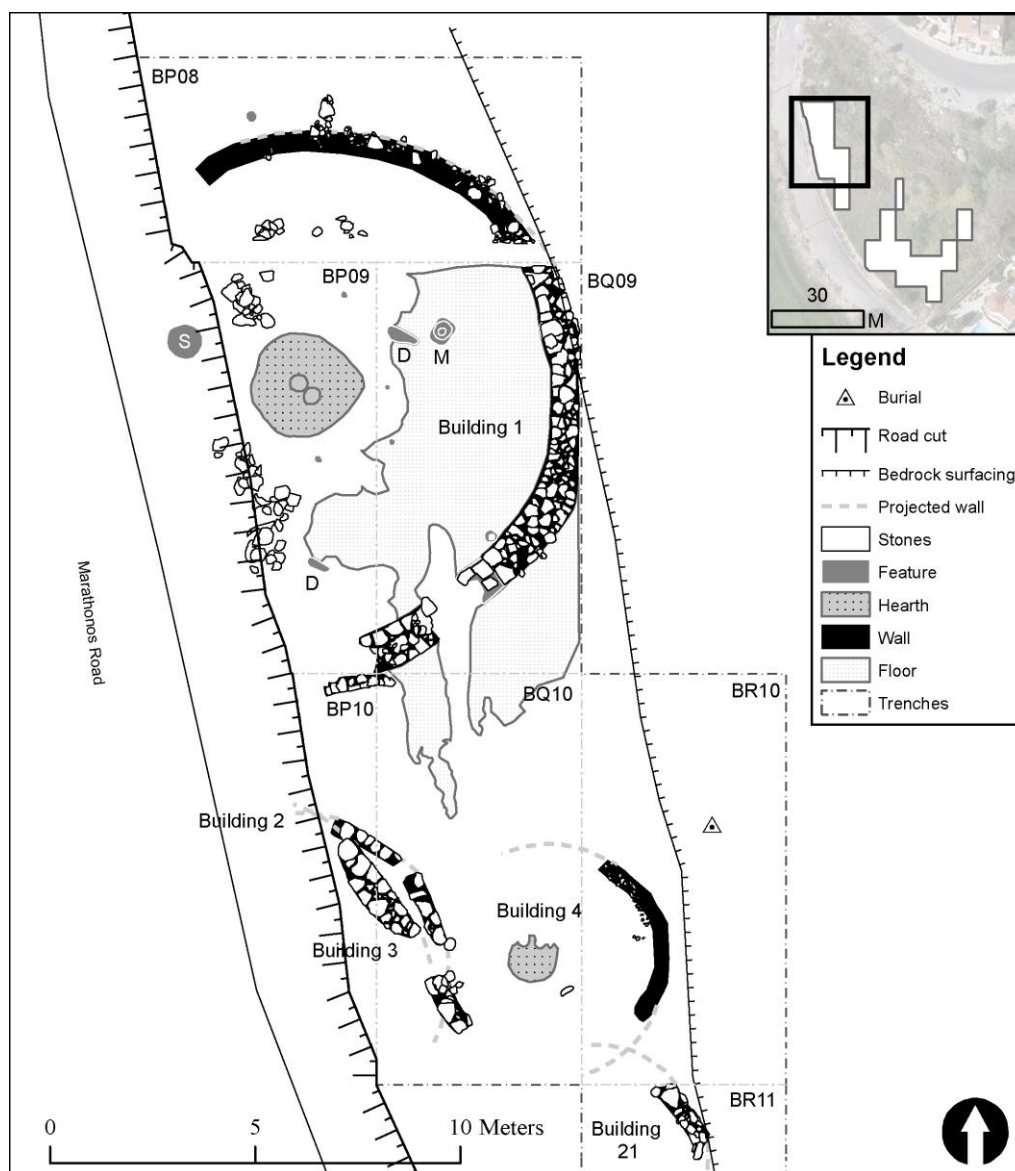 BP08
BP09
BQ09
S
D
M
Building 1
D
BP10
BQ10
BR10
Building 2
Building 3
Building 4
BR11
Building
21
Marathonos Road
0
5
10 Meters
30
M
Legend
Burial
Road cut
Bedrock surfacing
Projected wall
Stones
Feature
Hearth
Wall
Floor
Trenches